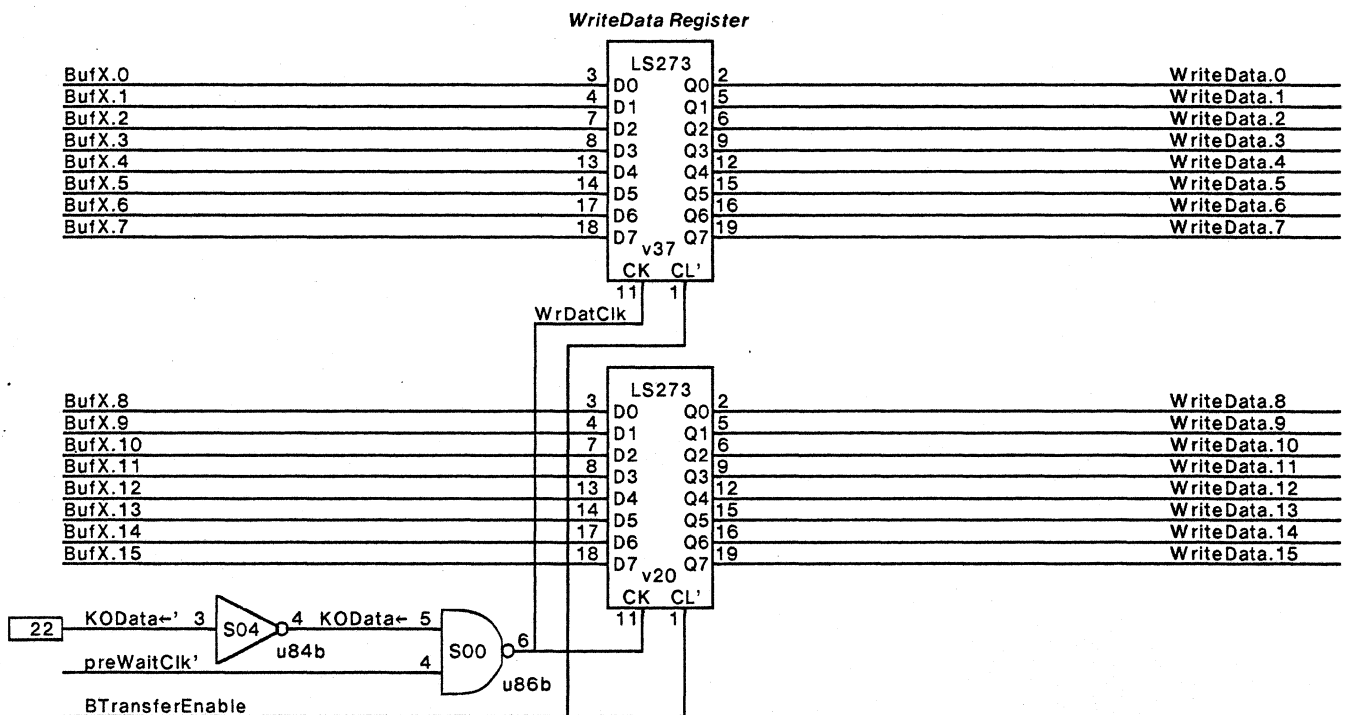 WriteData Register
LS273
BufX.0 3 D0 Q0 2 WriteData.0
BufX.1 4 D1 Q1 5 WriteData.1
BufX.2 7 D2 Q2 6 WriteData.2
BufX.3 8 D3 Q3 9 WriteData.3
BufX.4 13 D4 Q4 12 WriteData.4
BufX.5 14 D5 Q5 15 WriteData.5
BufX.6 17 D6 Q6 16 WriteData.6
BufX.7 18 D7 Q7 19 WriteData.7
v37
CK CL'
11 1
WrDatClk
LS273
BufX.8 3 D0 Q0 2 WriteData.8
BufX.9 4 D1 Q1 5 WriteData.9
BufX.10 7 D2 Q2 6 WriteData.10
BufX.11 8 D3 Q3 9 WriteData.11
BufX.12 13 D4 Q4 12 WriteData.12
BufX.13 14 D5 Q5 15 WriteData.13
BufX.14 17 D6 Q6 16 WriteData.14
BufX.15 18 D7 Q7 19 WriteData.15
v20
CK CL'
11 1
22 KOData←' 3 S04 4 KOData← 5 S00 6
u84b
preWaitClk' 4
u86b
BTransferEnable